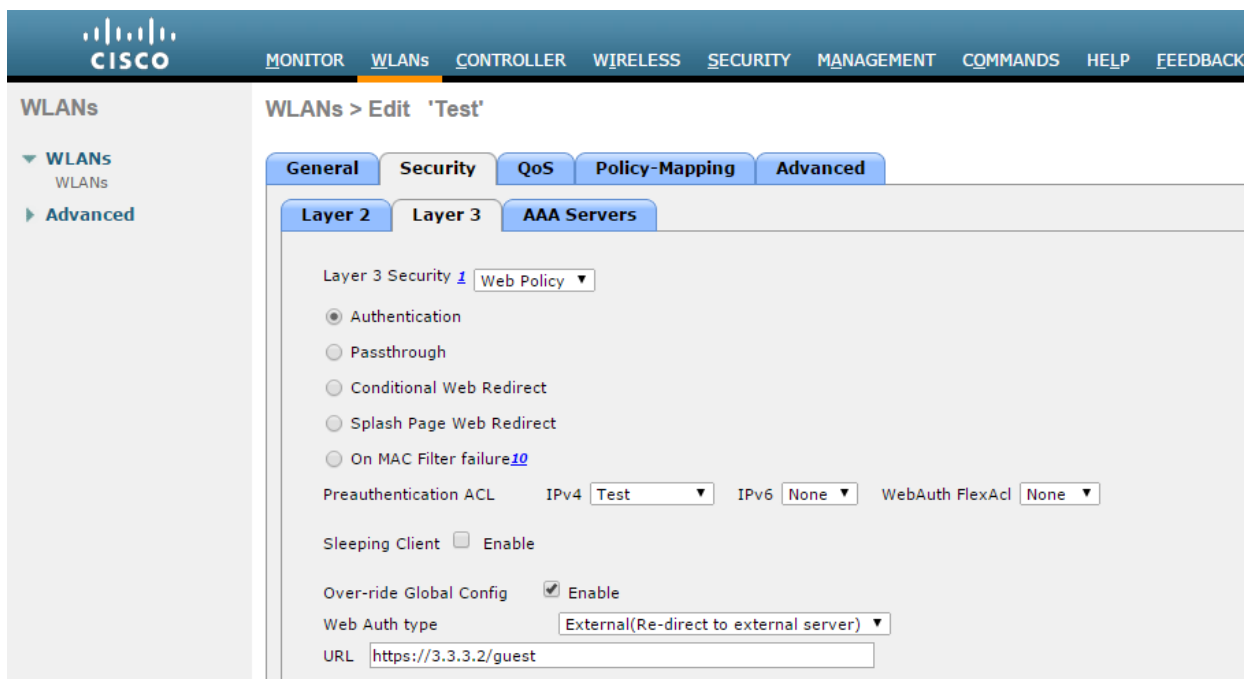 CISCO
MONITOR WLANs CONTROLLER WIRELESS SECURITY MANAGEMENT COMMANDS HELP FEEDBACK
WLANs
WLANs
WLANs
Advanced
WLANs > Edit 'Test'
General Security QoS Policy-Mapping Advanced
Layer 2 Layer 3 AAA Servers
Layer 3 Security 1 Web Policy
Authentication
Passthrough
Conditional Web Redirect
Splash Page Web Redirect
On MAC Filter failure10
Preauthentication ACL IPv4 Test IPv6 None WebAuth FlexAcl None
Sleeping Client Enable
Over-ride Global Config Enable
Web Auth type External(Re-direct to external server)
URL https://3.3.3.2/guest